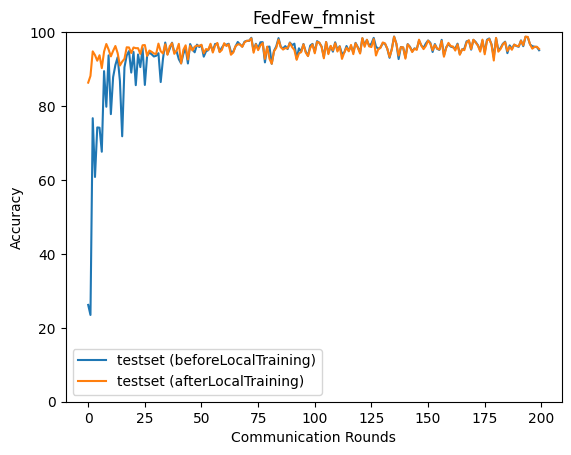 FedFew_fmnist
100
80
60
40
20
0
Accuracy
testset (beforeLocalTraining)
testset (afterLocalTraining)
0 25 50 75 100 125 150 175 200
Communication Rounds